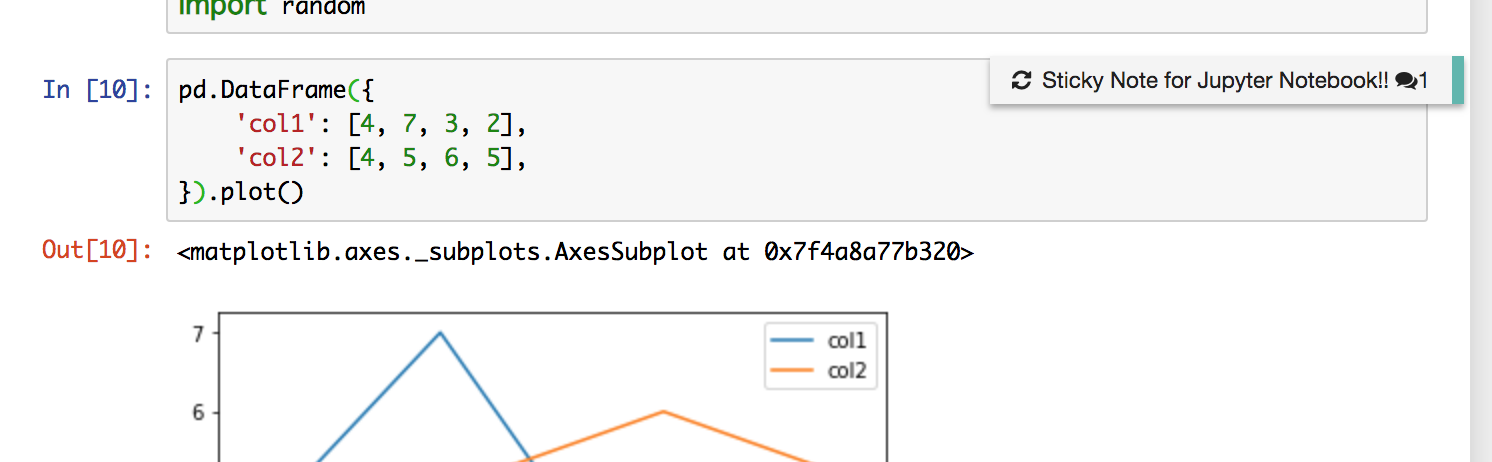 import random
In [10]:
pd.DataFrame({
    'col1': [4, 7, 3, 2],
    'col2': [4, 5, 6, 5],
}).plot()
Sticky Note for Jupyter Notebook!! 1
Out[10]:
<matplotlib.axes._subplots.AxesSubplot at 0x7f4a8a77b320>
7
6
col1
col2